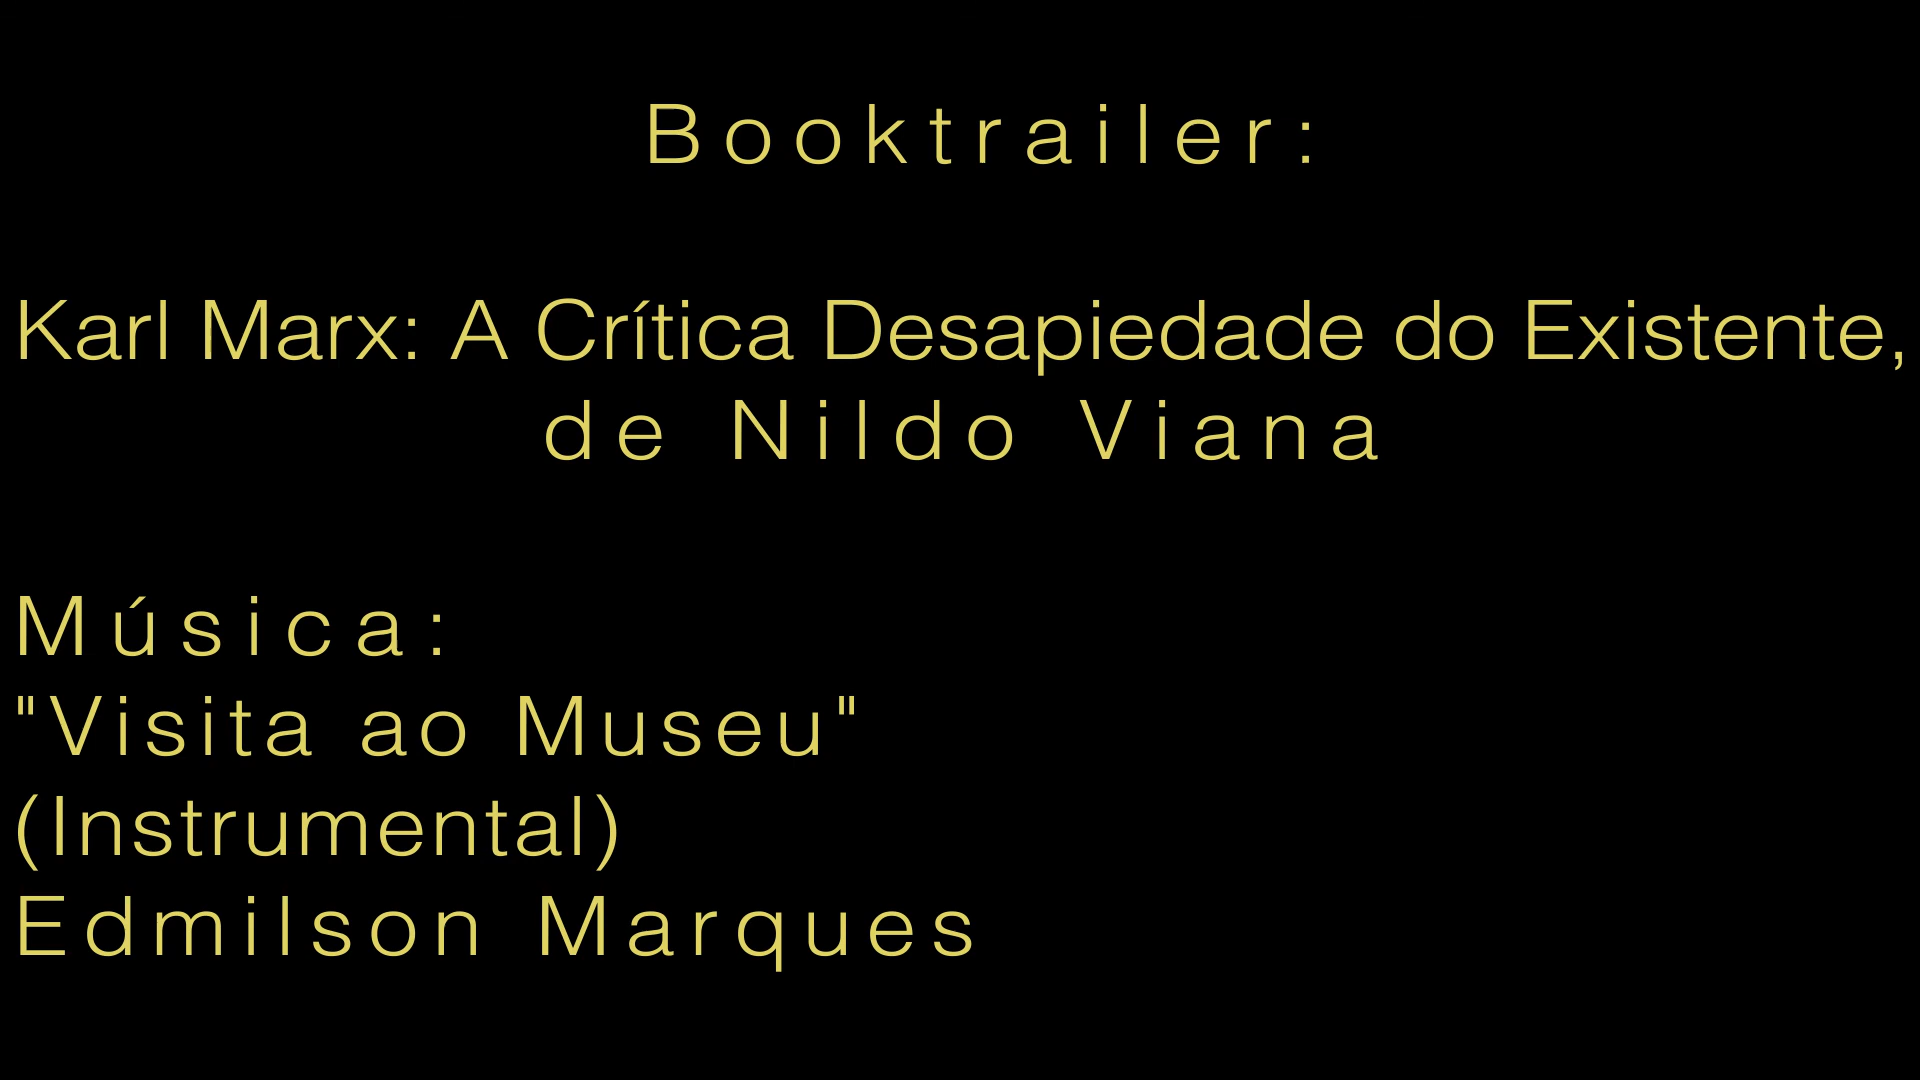 Booktrailer:
Karl Marx: A Crítica Desapiedade do Existente,
de Nildo Viana
Música:
"Visita ao Museu"
(Instrumental)
Edmilson Marques